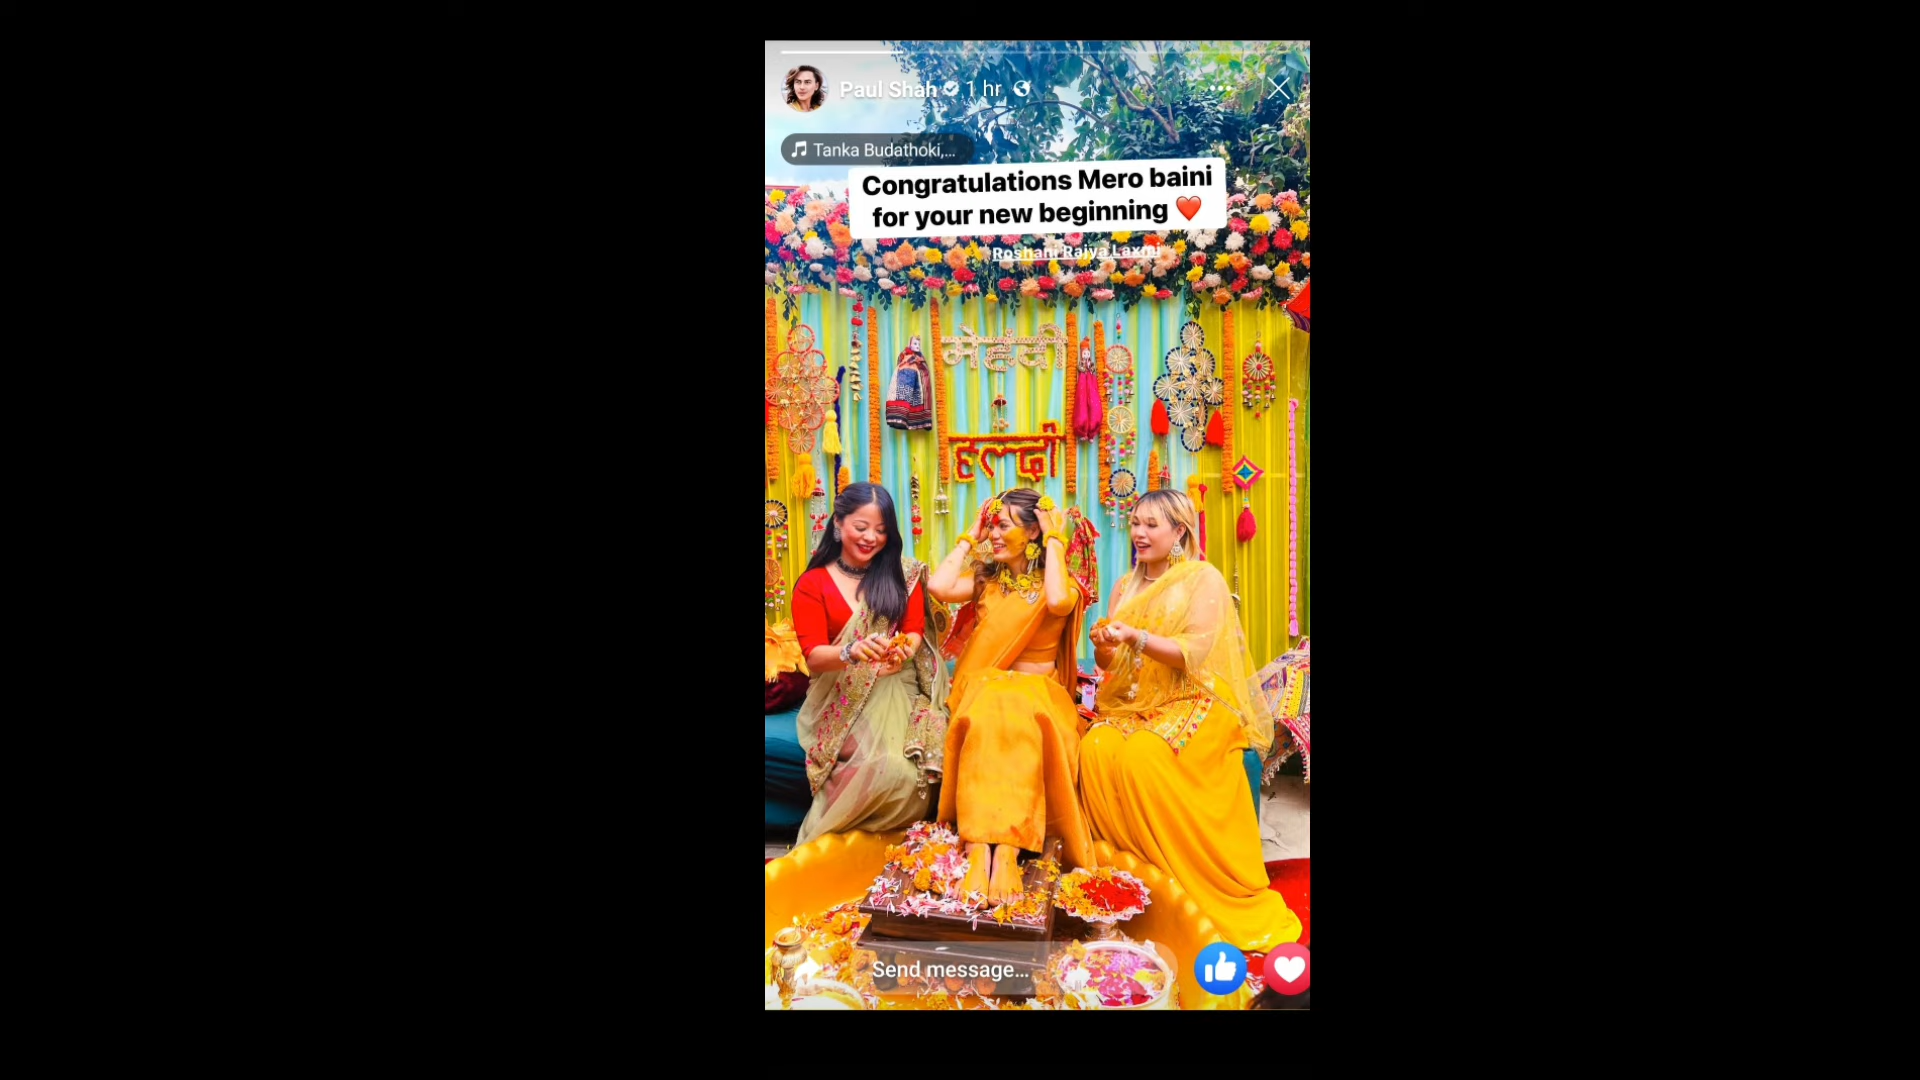 Paul Shah 1 hr
Tanka Budathoki,...
Congratulations Mero baini
for your new beginning ❤️
Roshani Rajya Laxmi
मेहंदी
हल्दी
Send message...